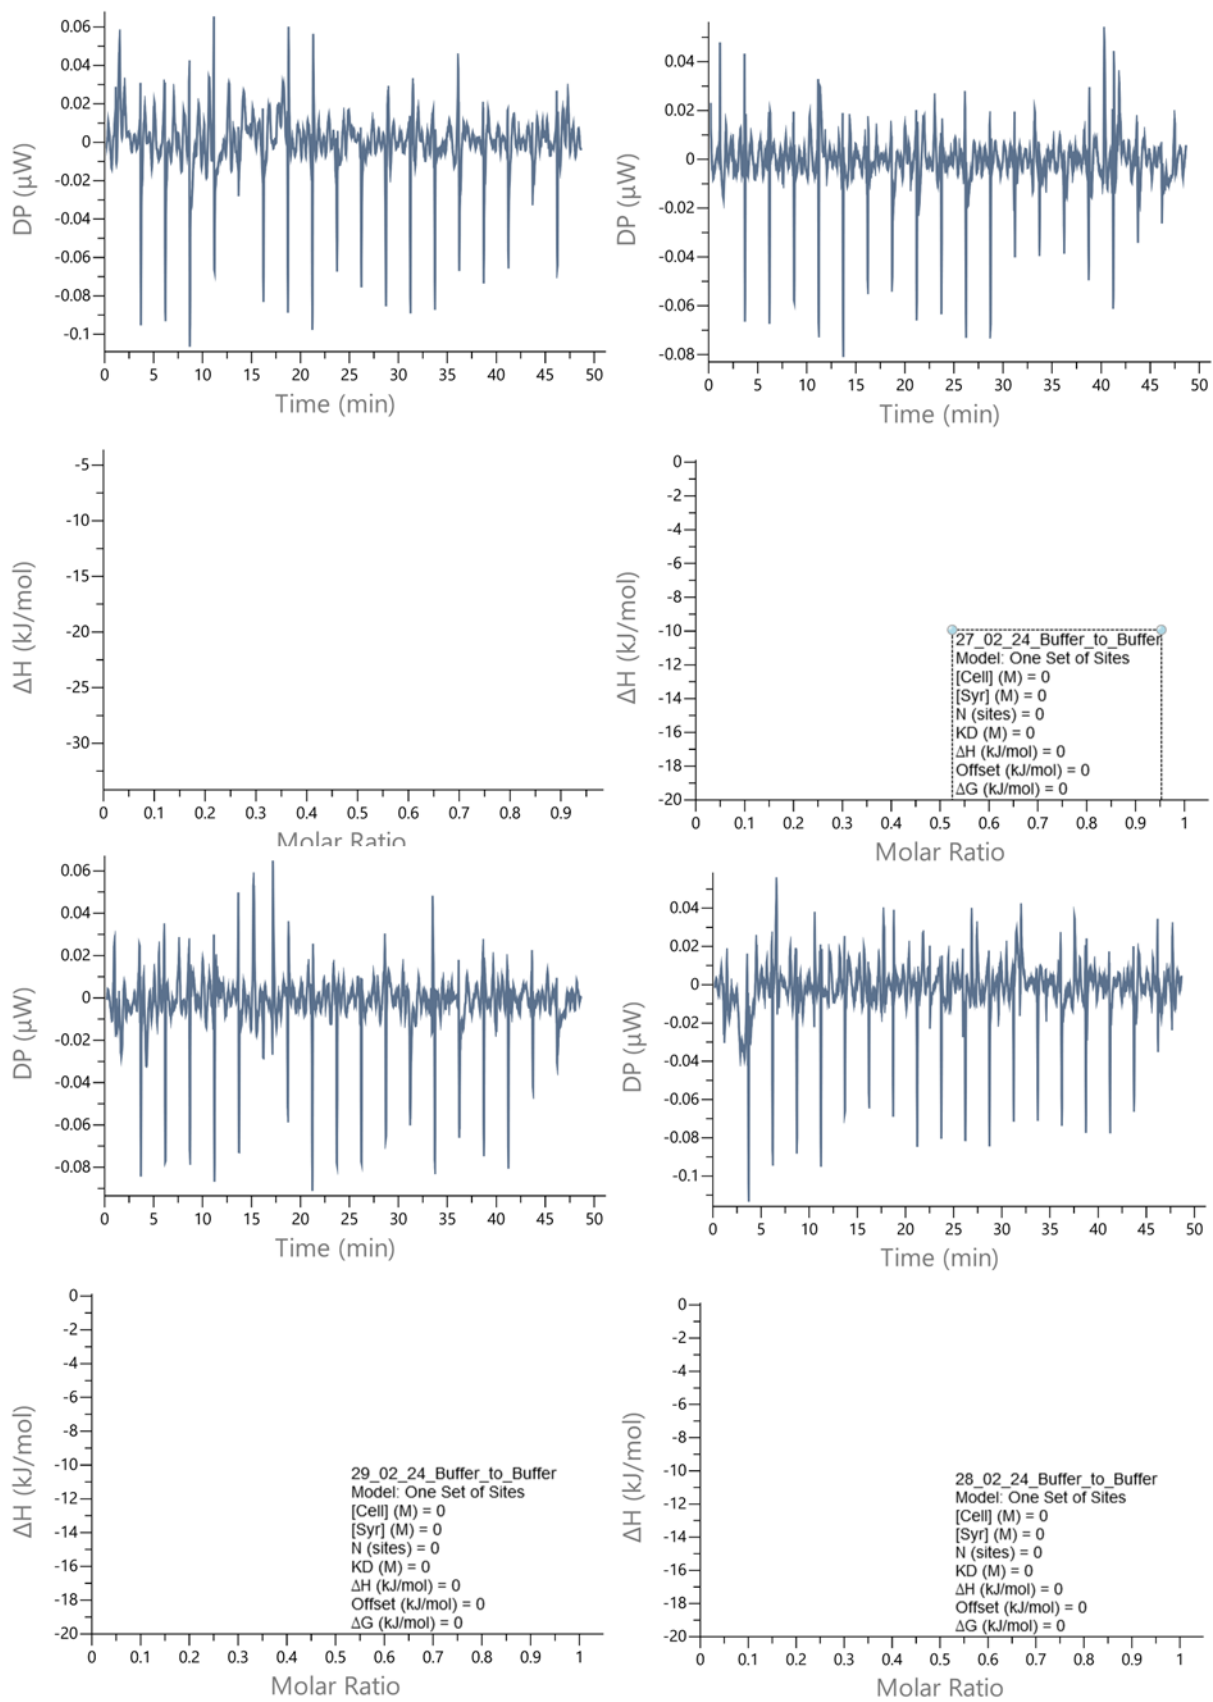 0.06
0.04
0.02
0
-0.02
-0.04
-0.06
-0.08
-0.1
DP (µW)
0 5 10 15 20 25 30 35 40 45 50
Time (min)
0.04
0.02
0
-0.02
-0.04
-0.06
-0.08
DP (µW)
0 5 10 15 20 25 30 35 40 45 50
Time (min)
-5
-10
-15
-20
-25
-30
ΔH (kJ/mol)
0 0.1 0.2 0.3 0.4 0.5 0.6 0.7 0.8 0.9
Molar Ratio
0
-2
-4
-6
-8
-10
-12
-14
-16
-18
-20
ΔH (kJ/mol)
27_02_24_Buffer_to_Buffer
Model: One Set of Sites
[Cell] (M) = 0
[Syr] (M) = 0
N (sites) = 0
KD (M) = 0
ΔH (kJ/mol) = 0
Offset (kJ/mol) = 0
ΔG (kJ/mol) = 0
0 0.1 0.2 0.3 0.4 0.5 0.6 0.7 0.8 0.9 1
Molar Ratio
0.06
0.04
0.02
0
-0.02
-0.04
-0.06
-0.08
DP (µW)
0 5 10 15 20 25 30 35 40 45 50
Time (min)
0.04
0.02
0
-0.02
-0.04
-0.06
-0.08
-0.1
DP (µW)
0 5 10 15 20 25 30 35 40 45 50
Time (min)
0
-2
-4
-6
-8
-10
-12
-14
-16
-18
-20
ΔH (kJ/mol)
29_02_24_Buffer_to_Buffer
Model: One Set of Sites
[Cell] (M) = 0
[Syr] (M) = 0
N (sites) = 0
KD (M) = 0
ΔH (kJ/mol) = 0
Offset (kJ/mol) = 0
ΔG (kJ/mol) = 0
0 0.1 0.2 0.3 0.4 0.5 0.6 0.7 0.8 0.9 1
Molar Ratio
0
-2
-4
-6
-8
-10
-12
-14
-16
-18
-20
ΔH (kJ/mol)
28_02_24_Buffer_to_Buffer
Model: One Set of Sites
[Cell] (M) = 0
[Syr] (M) = 0
N (sites) = 0
KD (M) = 0
ΔH (kJ/mol) = 0
Offset (kJ/mol) = 0
ΔG (kJ/mol) = 0
0 0.1 0.2 0.3 0.4 0.5 0.6 0.7 0.8 0.9 1
Molar Ratio